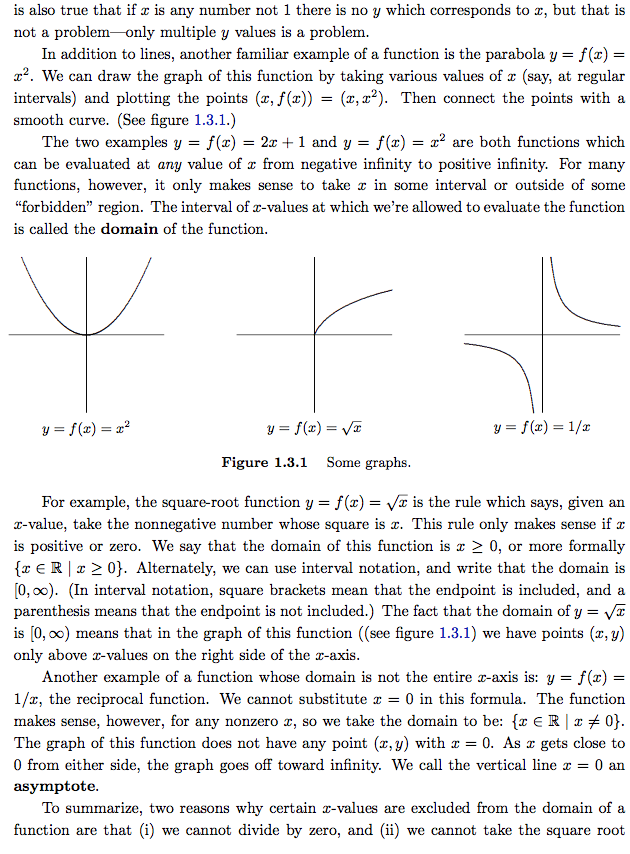 is also true that if x is any number not 1 there is no y which corresponds to x, but that is
not a problem—only multiple y values is a problem.
In addition to lines, another familiar example of a function is the parabola y = f(x) =
x². We can draw the graph of this function by taking various values of x (say, at regular
intervals) and plotting the points (x, f(x)) = (x, x²). Then connect the points with a
smooth curve. (See figure 1.3.1.)
The two examples y = f(x) = 2x + 1 and y = f(x) = x² are both functions which
can be evaluated at any value of x from negative infinity to positive infinity. For many
functions, however, it only makes sense to take x in some interval or outside of some
“forbidden” region. The interval of x-values at which we’re allowed to evaluate the function
is called the domain of the function.
y = f(x) = x²
y = f(x) = √x
y = f(x) = 1/x
Figure 1.3.1 Some graphs.
For example, the square-root function y = f(x) = √x is the rule which says, given an
x-value, take the nonnegative number whose square is x. This rule only makes sense if x
is positive or zero. We say that the domain of this function is x ≥ 0, or more formally
{x ∈ ℝ | x ≥ 0}. Alternately, we can use interval notation, and write that the domain is
[0, ∞). (In interval notation, square brackets mean that the endpoint is included, and a
parenthesis means that the endpoint is not included.) The fact that the domain of y = √x
is [0, ∞) means that in the graph of this function ((see figure 1.3.1) we have points (x, y)
only above x-values on the right side of the x-axis.
Another example of a function whose domain is not the entire x-axis is: y = f(x) =
1/x, the reciprocal function. We cannot substitute x = 0 in this formula. The function
makes sense, however, for any nonzero x, so we take the domain to be: {x ∈ ℝ | x ≠ 0}.
The graph of this function does not have any point (x, y) with x = 0. As x gets close to
0 from either side, the graph goes off toward infinity. We call the vertical line x = 0 an
asymptote.
To summarize, two reasons why certain x-values are excluded from the domain of a
function are that (i) we cannot divide by zero, and (ii) we cannot take the square root